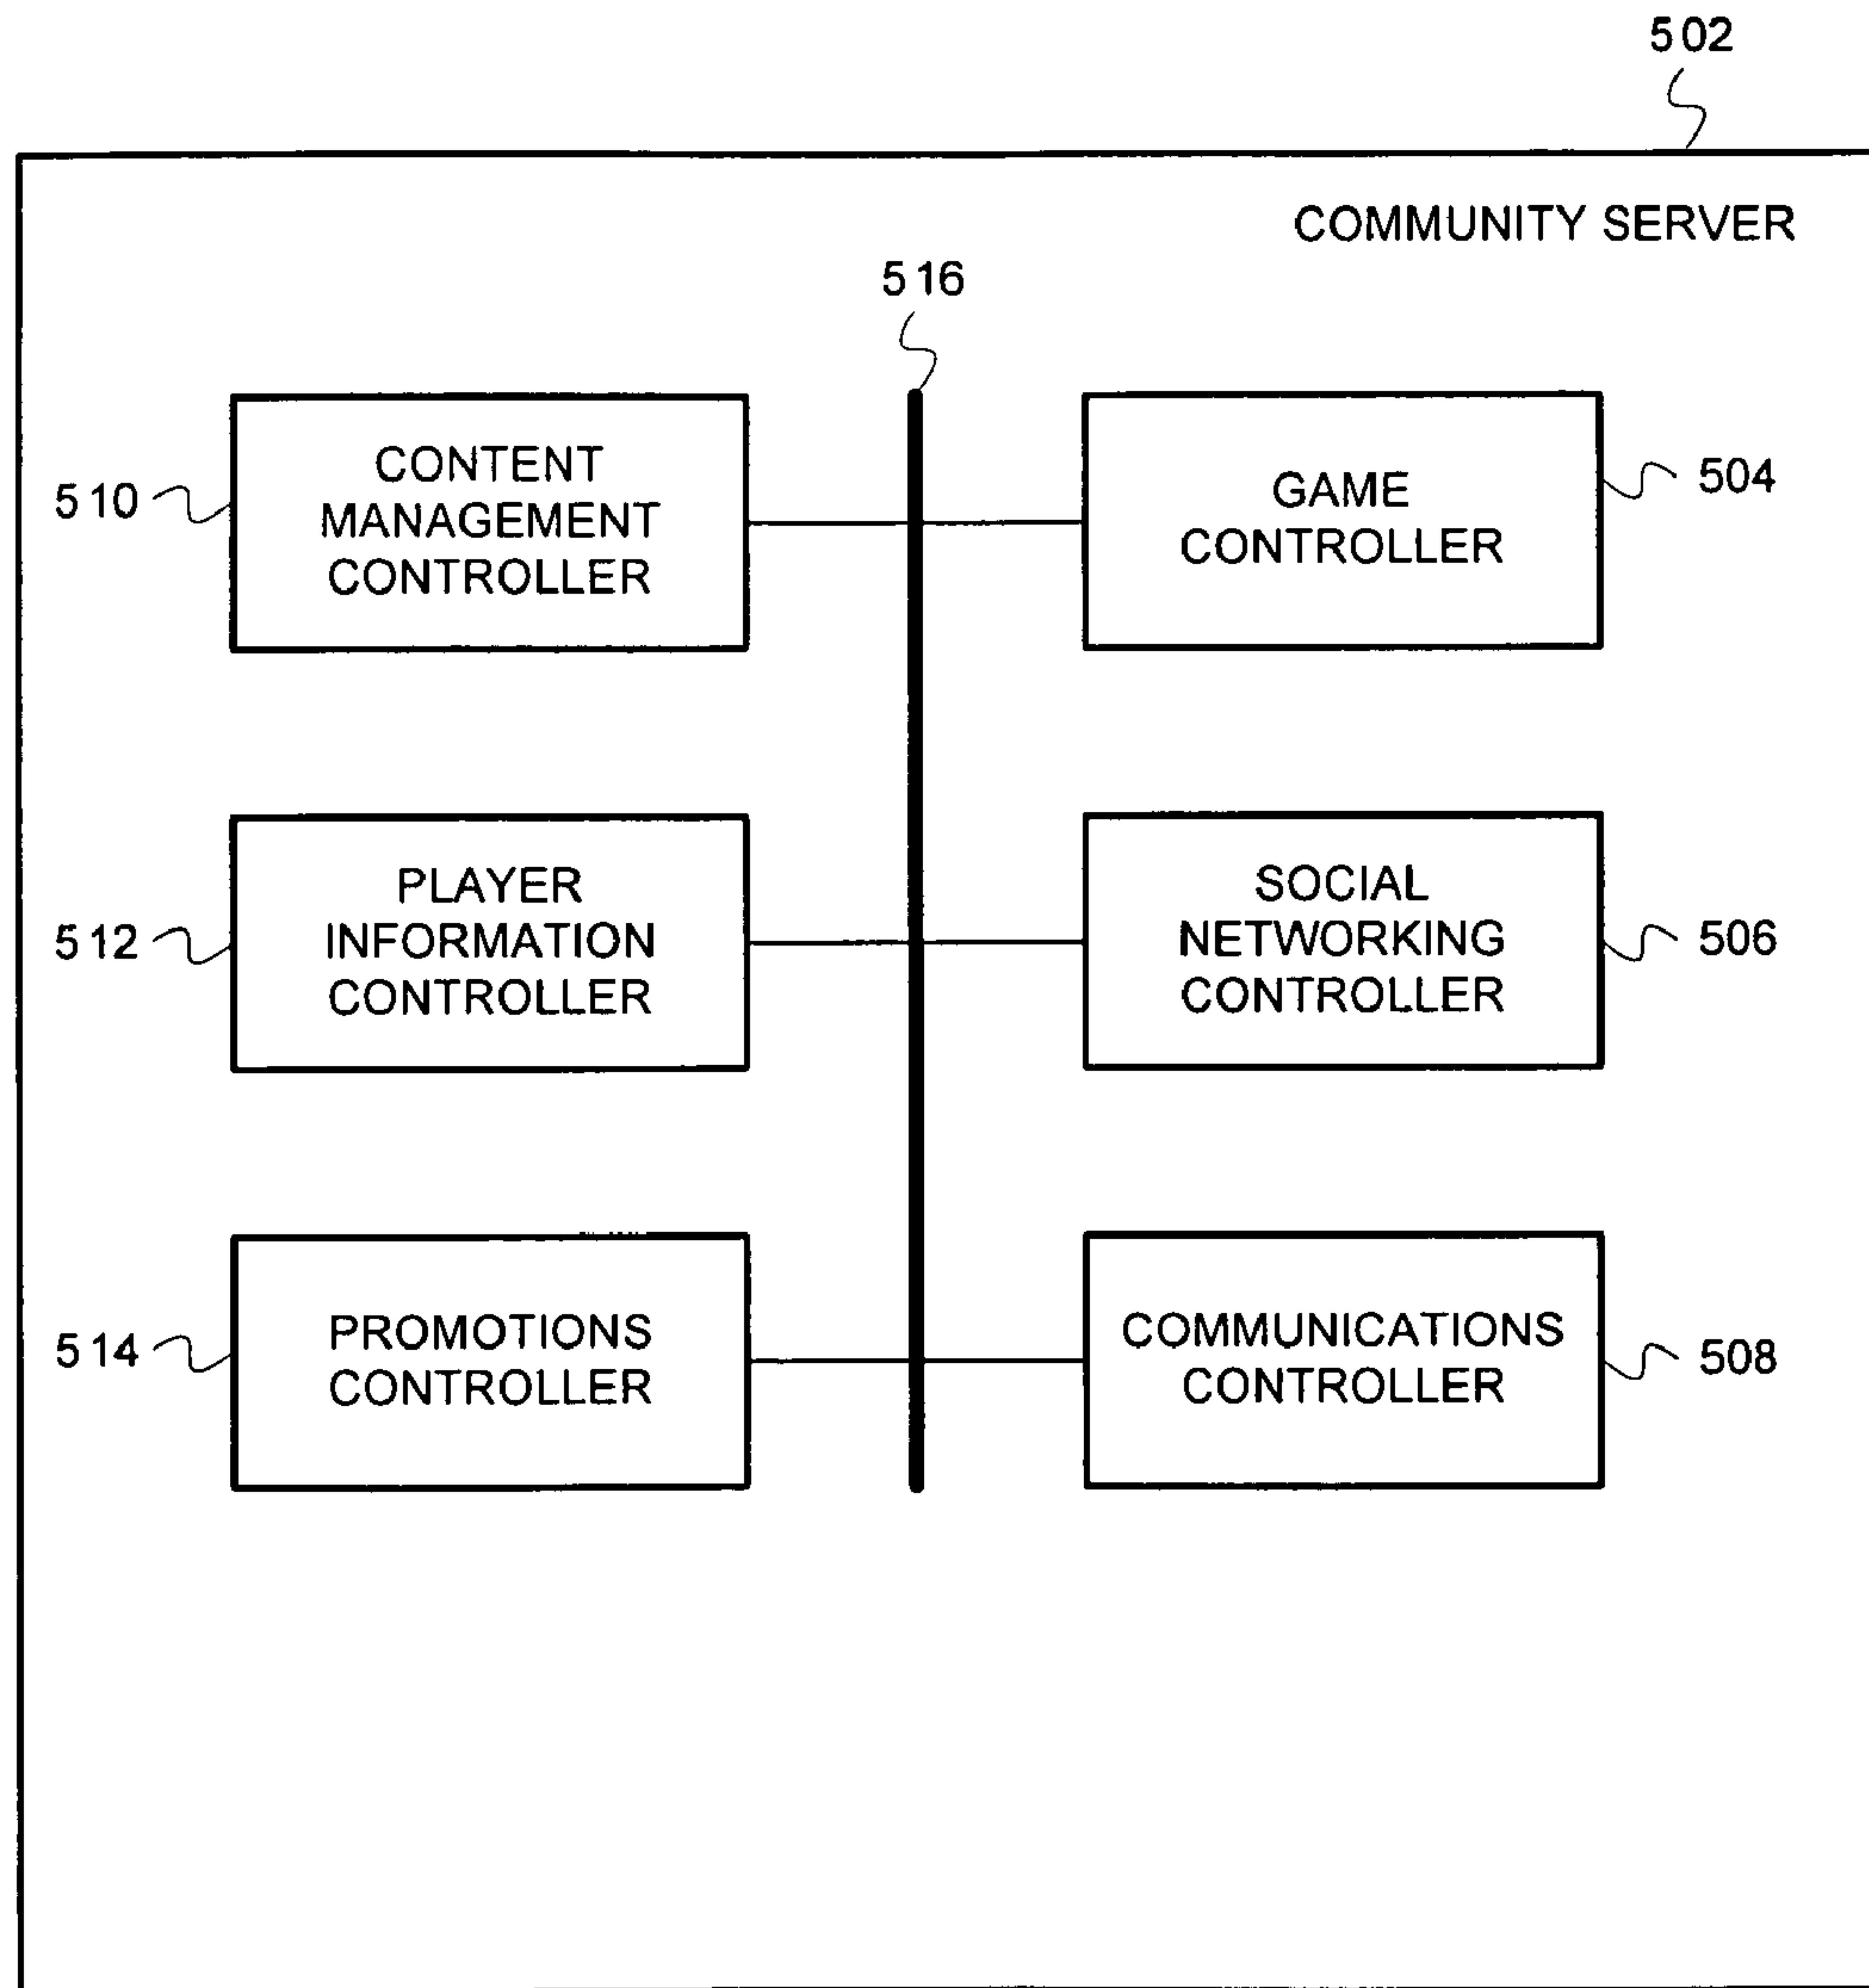 502
COMMUNITY SERVER
516
CONTENT
MANAGEMENT
CONTROLLER
510
GAME
CONTROLLER
504
PLAYER
INFORMATION
CONTROLLER
512
SOCIAL
NETWORKING
CONTROLLER
506
PROMOTIONS
CONTROLLER
514
COMMUNICATIONS
CONTROLLER
508